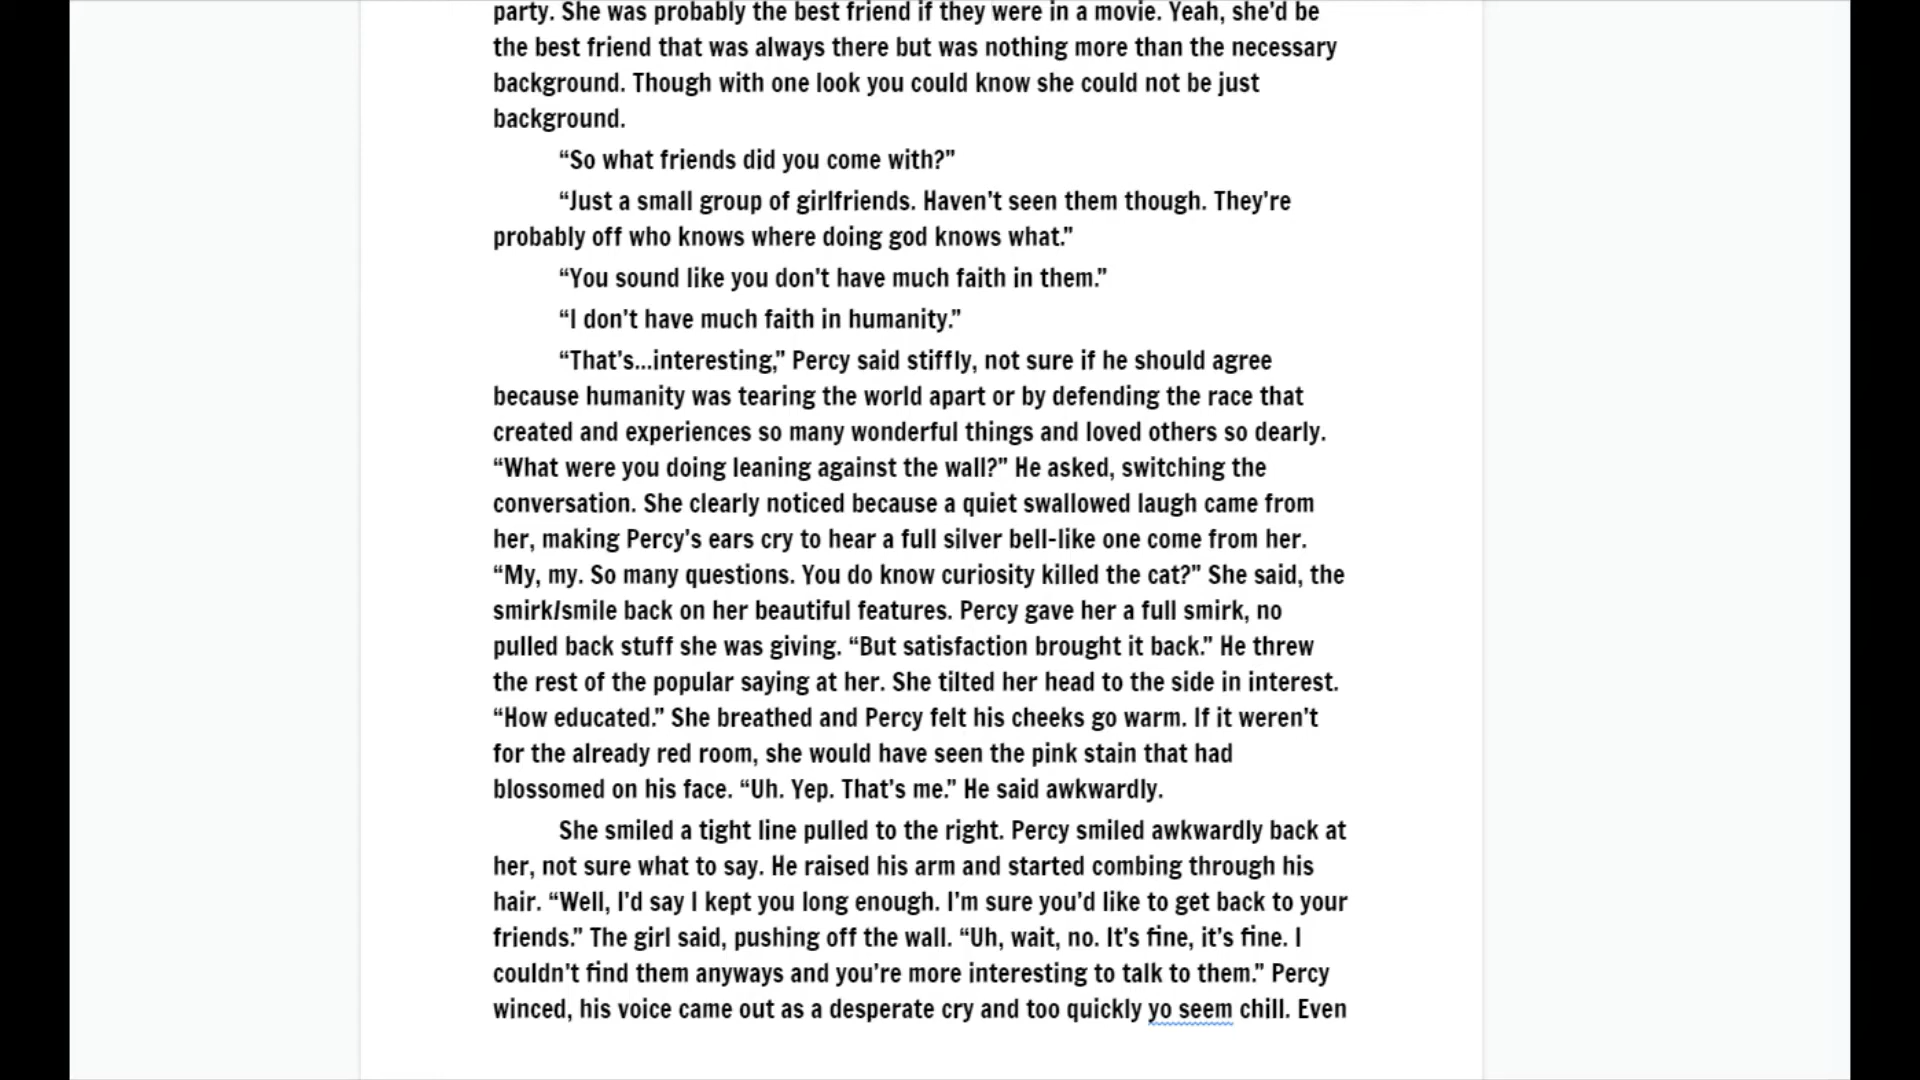 party. She was probably the best friend if they were in a movie. Yeah, she'd be
the best friend that was always there but was nothing more than the necessary
background. Though with one look you could know she could not be just
background.
“So what friends did you come with?”
“Just a small group of girlfriends. Haven't seen them though. They're
probably off who knows where doing god knows what.”
“You sound like you don't have much faith in them.”
“I don't have much faith in humanity.”
“That's...interesting,” Percy said stiffly, not sure if he should agree
because humanity was tearing the world apart or by defending the race that
created and experiences so many wonderful things and loved others so dearly.
“What were you doing leaning against the wall?” He asked, switching the
conversation. She clearly noticed because a quiet swallowed laugh came from
her, making Percy's ears cry to hear a full silver bell-like one come from her.
“My, my. So many questions. You do know curiosity killed the cat?” She said, the
smirk/smile back on her beautiful features. Percy gave her a full smirk, no
pulled back stuff she was giving. “But satisfaction brought it back.” He threw
the rest of the popular saying at her. She tilted her head to the side in interest.
“How educated.” She breathed and Percy felt his cheeks go warm. If it weren't
for the already red room, she would have seen the pink stain that had
blossomed on his face. “Uh. Yep. That's me.” He said awkwardly.
She smiled a tight line pulled to the right. Percy smiled awkwardly back at
her, not sure what to say. He raised his arm and started combing through his
hair. “Well, I'd say I kept you long enough. I'm sure you'd like to get back to your
friends.” The girl said, pushing off the wall. “Uh, wait, no. It's fine, it's fine. I
couldn't find them anyways and you're more interesting to talk to them.” Percy
winced, his voice came out as a desperate cry and too quickly yo seem chill. Even